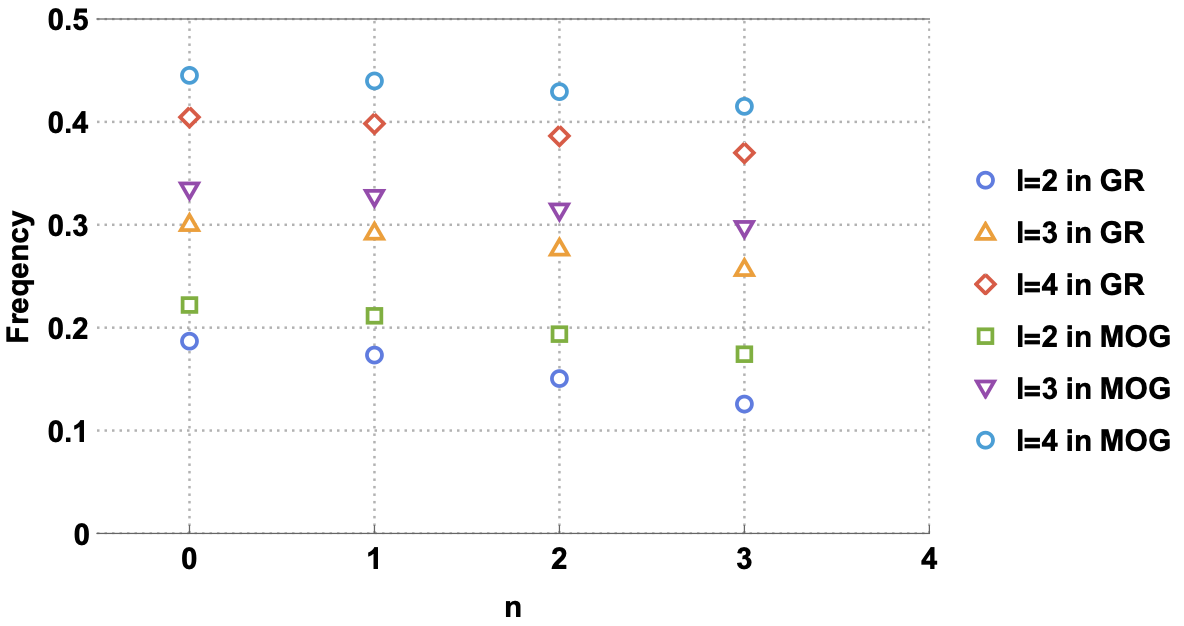 0.5
0.4
0.3
0.2
0.1
0
Freqency
0 1 2 3 4
n
l=2 in GR
l=3 in GR
l=4 in GR
l=2 in MOG
l=3 in MOG
l=4 in MOG